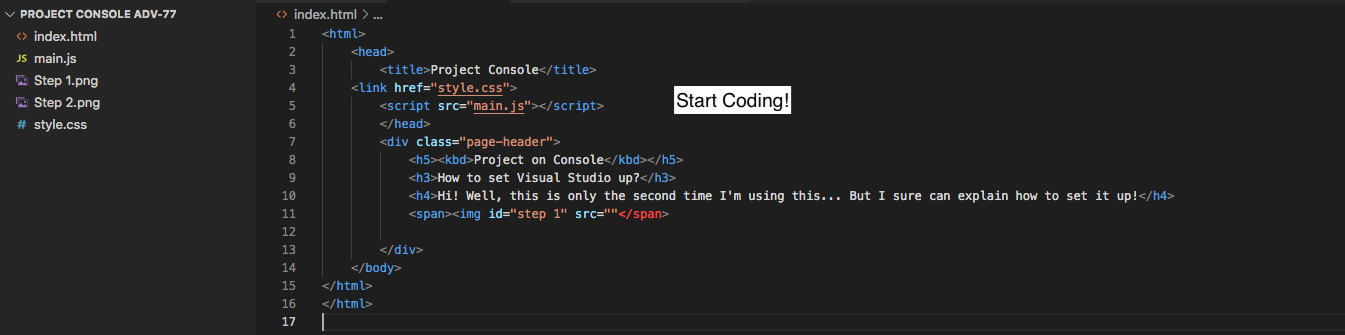 PROJECT CONSOLE ADV-77
index.html
JS main.js
Step 1.png
Step 2.png
# style.css
<> index.html > ...
1 <html>
2 <head>
3 <title>Project Console</title>
4 <link href="style.css">
Start Coding!
5 <script src="main.js"></script>
6 </head>
7 <div class="page-header">
8 <h5><kbd>Project on Console</kbd></h5>
9 <h3>How to set Visual Studio up?</h3>
10 <h4>Hi! Well, this is only the second time I'm using this... But I sure can explain how to set it up!</h4>
11 <span><img id="step 1" src=""</span>
12
13 </div>
14 </body>
15 </html>
16 </html>
17